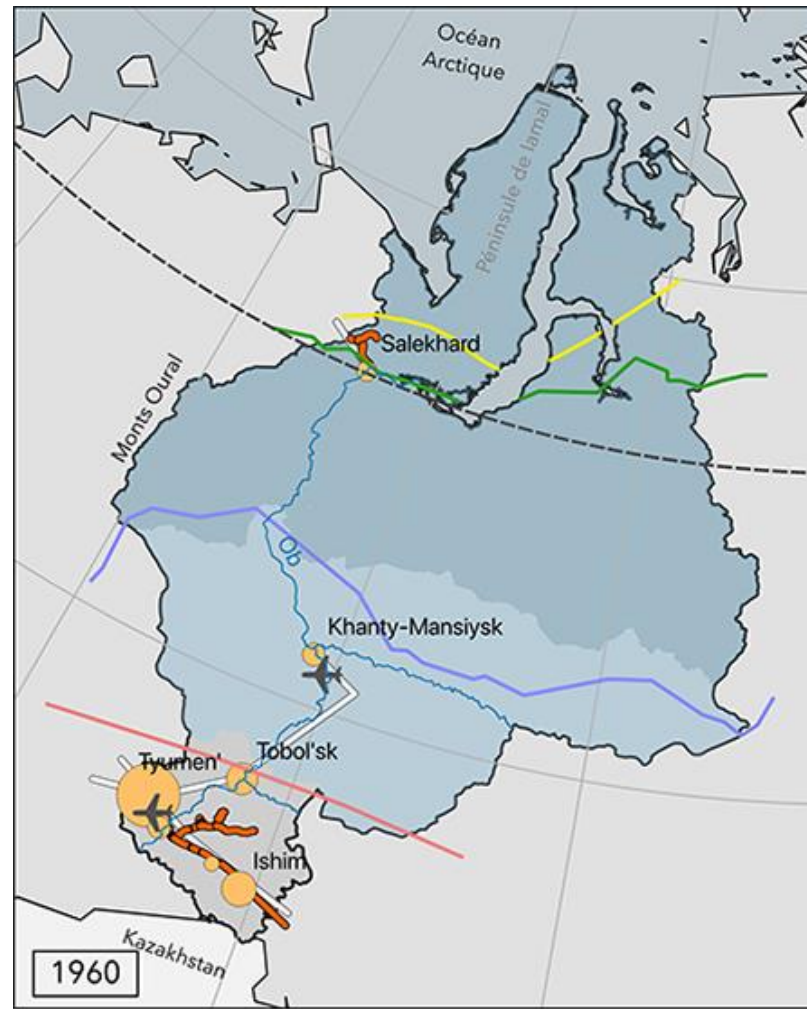 Océan
Arctique
Péninsule de Iamal
Salekhard
Monts Oural
Ob
Khanty-Mansiysk
Tobol'sk
Tyumen'
Ishim
Kazakhstan
1960